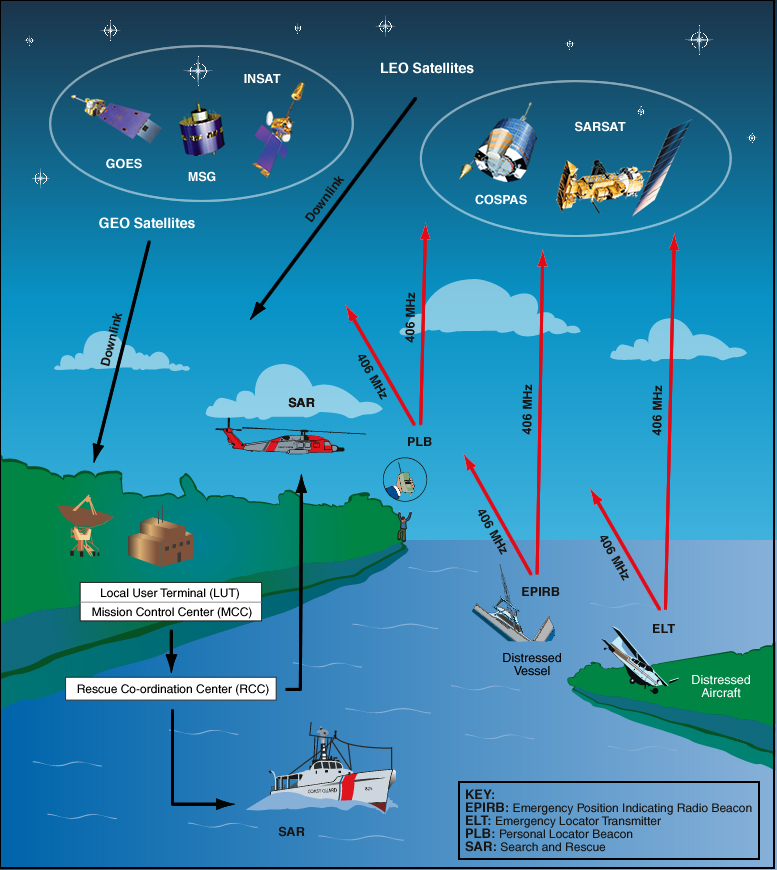 LEO Satellites
INSAT
GOES
MSG
SARSAT
COSPAS
GEO Satellites
Downlink
Downlink
406 MHz
406 MHz
406 MHz
406 MHz
406 MHz
406 MHz
SAR
PLB
Local User Terminal (LUT)
Mission Control Center (MCC)
Rescue Co-ordination Center (RCC)
EPIRB
Distressed
Vessel
ELT
Distressed
Aircraft
COAST GUARD
SAR
KEY:
EPIRB: Emergency Position Indicating Radio Beacon
ELT: Emergency Locator Transmitter
PLB: Personal Locator Beacon
SAR: Search and Rescue